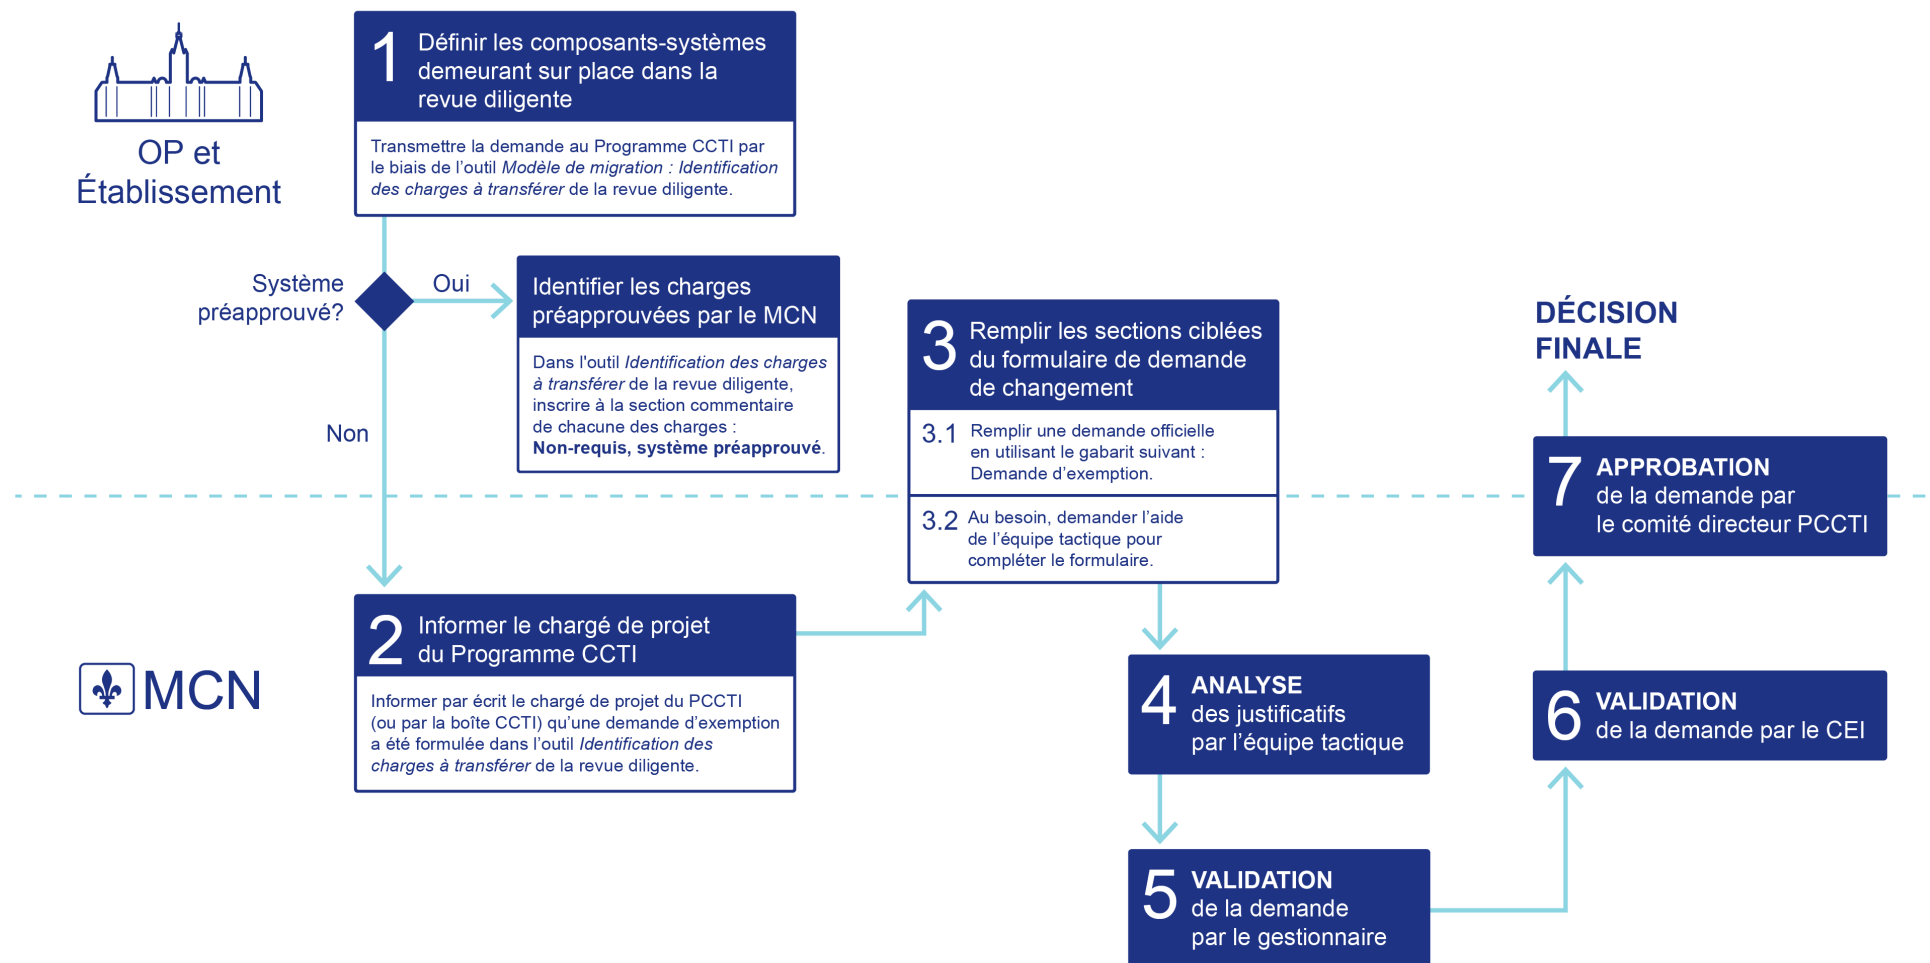 OP et
Établissement
1
Définir les composants-systèmes
demeurant sur place dans la
revue diligente
Transmettre la demande au Programme CCTI par
le biais de l'outil Modèle de migration : Identification
des charges à transférer de la revue diligente.
Système
préapprouvé?
Oui
Identifier les charges
préapprouvées par le MCN
Dans l'outil Identification des charges
à transférer de la revue diligente,
inscrire à la section commentaire
de chacune des charges :
Non-requis, système préapprouvé.
Non
MCN
2
Informer le chargé de projet
du Programme CCTI
Informer par écrit le chargé de projet du PCCTI
(ou par la boîte CCTI) qu'une demande d'exemption
a été formulée dans l'outil Identification des
charges à transférer de la revue diligente.
3
Remplir les sections ciblées
du formulaire de demande
de changement
3.1 Remplir une demande officielle
en utilisant le gabarit suivant :
Demande d'exemption.
3.2 Au besoin, demander l'aide
de l'équipe tactique pour
compléter le formulaire.
4
ANALYSE
des justificatifs
par l'équipe tactique
5
VALIDATION
de la demande
par le gestionnaire
6
VALIDATION
de la demande par le CEI
7
APPROBATION
de la demande par
le comité directeur PCCTI
DÉCISION
FINALE